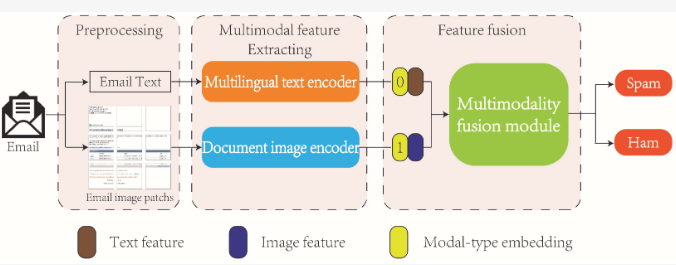 Preprocessing
Multimodal feature
Extracting
Feature fusion
Email
Email Text
Email image patchs
Multilingual text encoder
Document image encoder
0
1
Multimodality
fusion module
Spam
Ham
Text feature
Image feature
Modal-type embedding